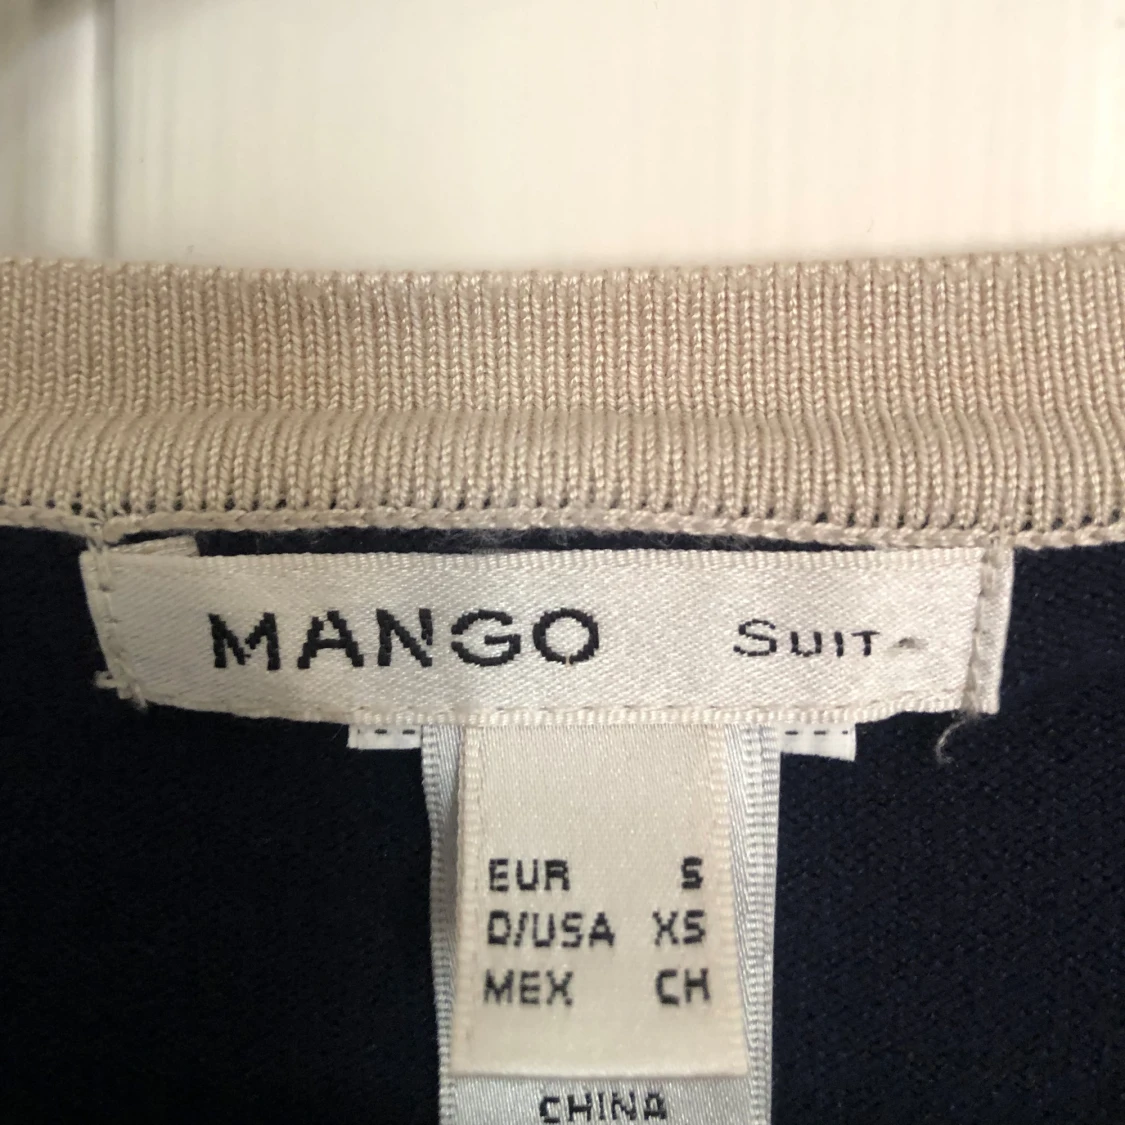 MANGO SUIT
EUR S
D/USA XS
MEX CH
CHINA